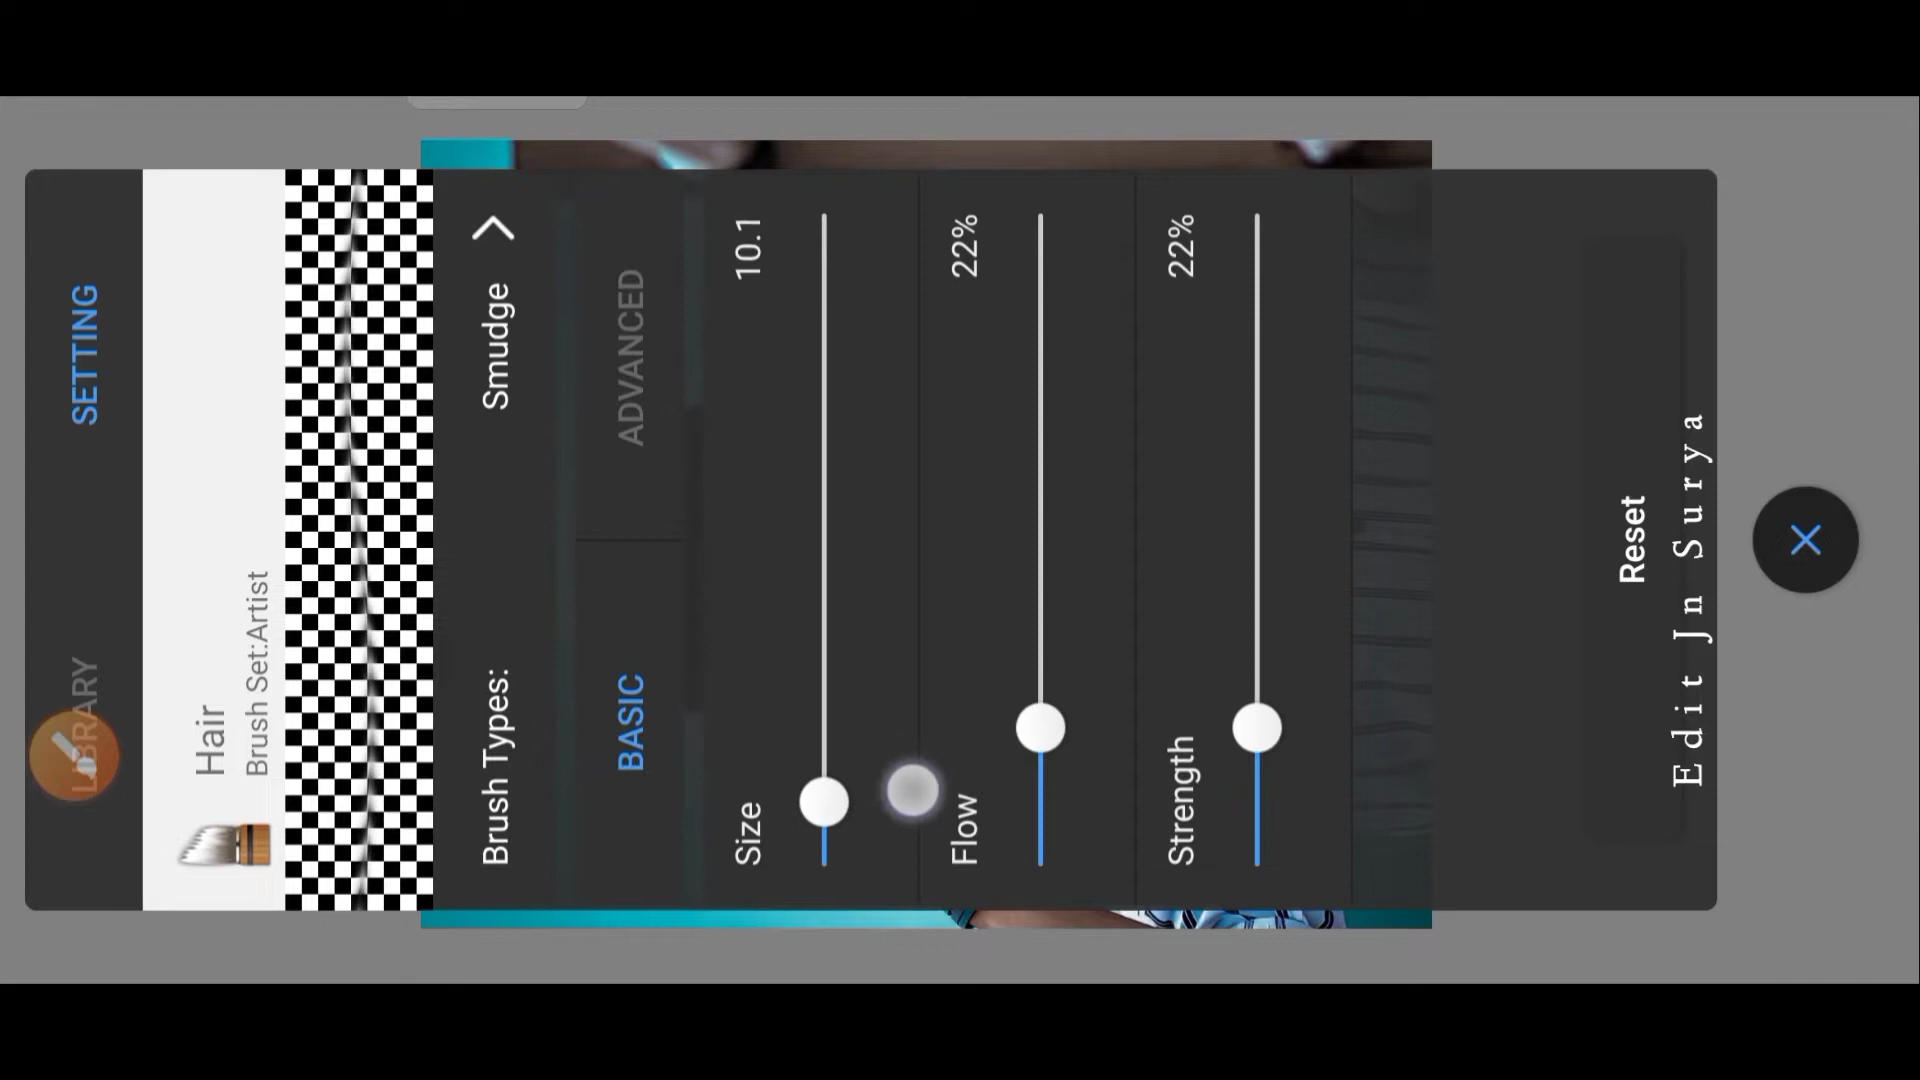 LIBRARY SETTING
Hair
Brush Set:Artist
Brush Types: Smudge
BASIC ADVANCED
Size 10.1
Flow 22%
Strength 22%
Reset
Edit Jn Surya